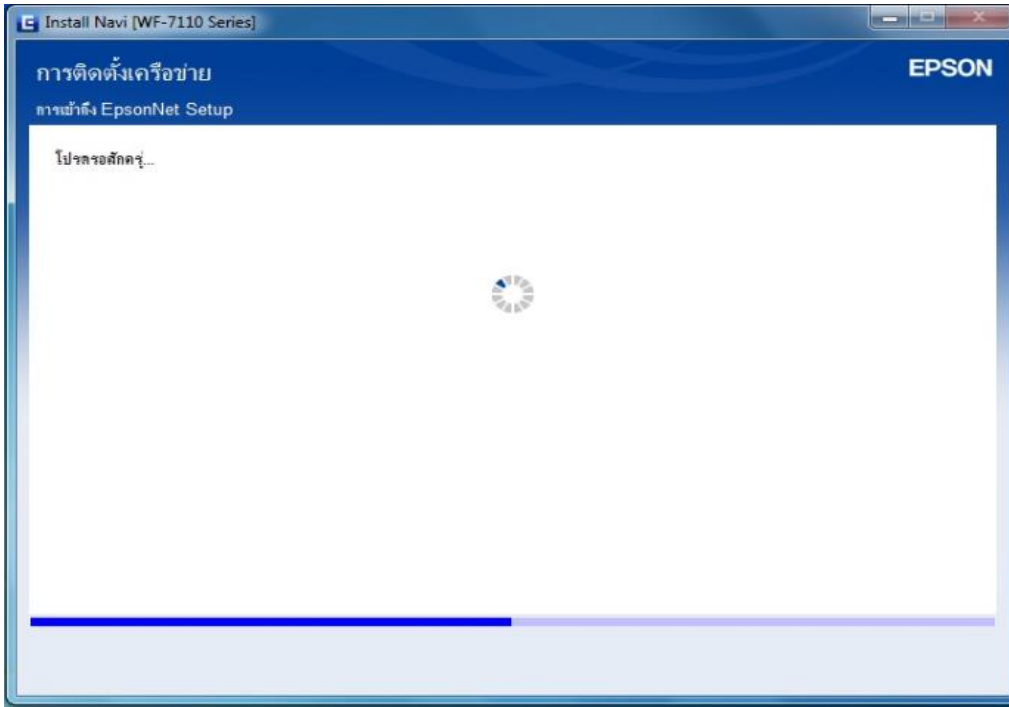 Install Navi [WF-7110 Series]
การติดตั้งเครือข่าย
EPSON
การเข้าถึง EpsonNet Setup
โปรดรอสักครู่...